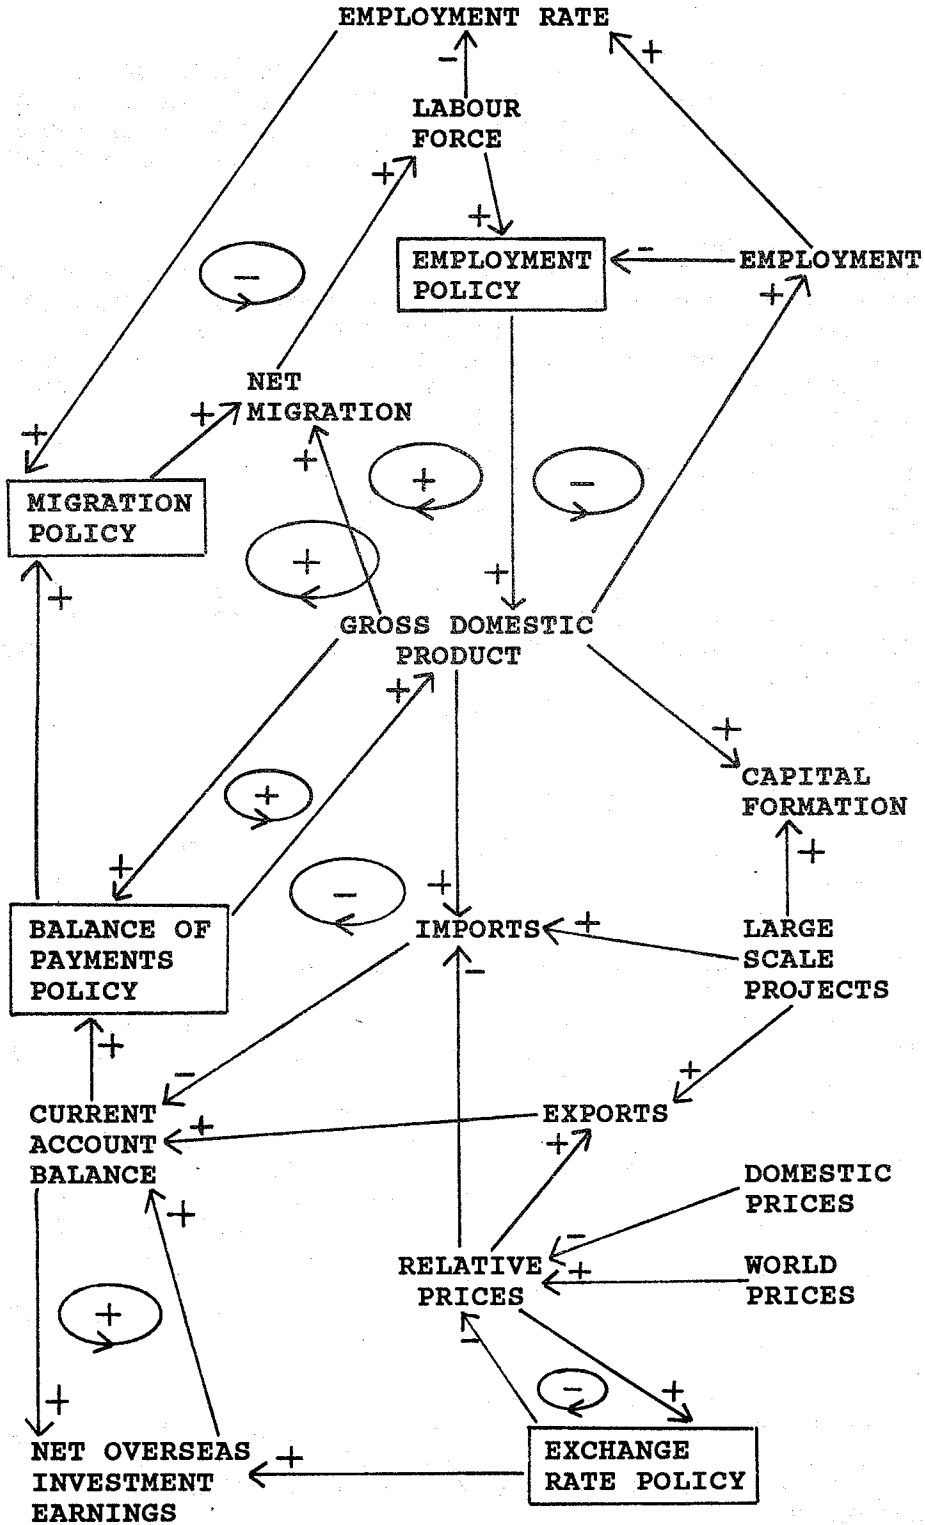 EMPLOYMENT RATE
+
-
LABOUR
FORCE
+
+
-
EMPLOYMENT
POLICY
-
EMPLOYMENT
+
NET
MIGRATION
+
+
+
+
-
MIGRATION
POLICY
+
+
+
+
GROSS DOMESTIC
PRODUCT
+
+
CAPITAL
FORMATION
+
+
+
-
+
+
BALANCE OF
PAYMENTS
POLICY
IMPORTS
LARGE
SCALE
PROJECTS
-
+
-
+
CURRENT
ACCOUNT
BALANCE
+
EXPORTS
+
+
DOMESTIC
PRICES
-
RELATIVE
PRICES
+
WORLD
PRICES
+
-
-
+
+
NET OVERSEAS
INVESTMENT
EARNINGS
+
EXCHANGE
RATE POLICY